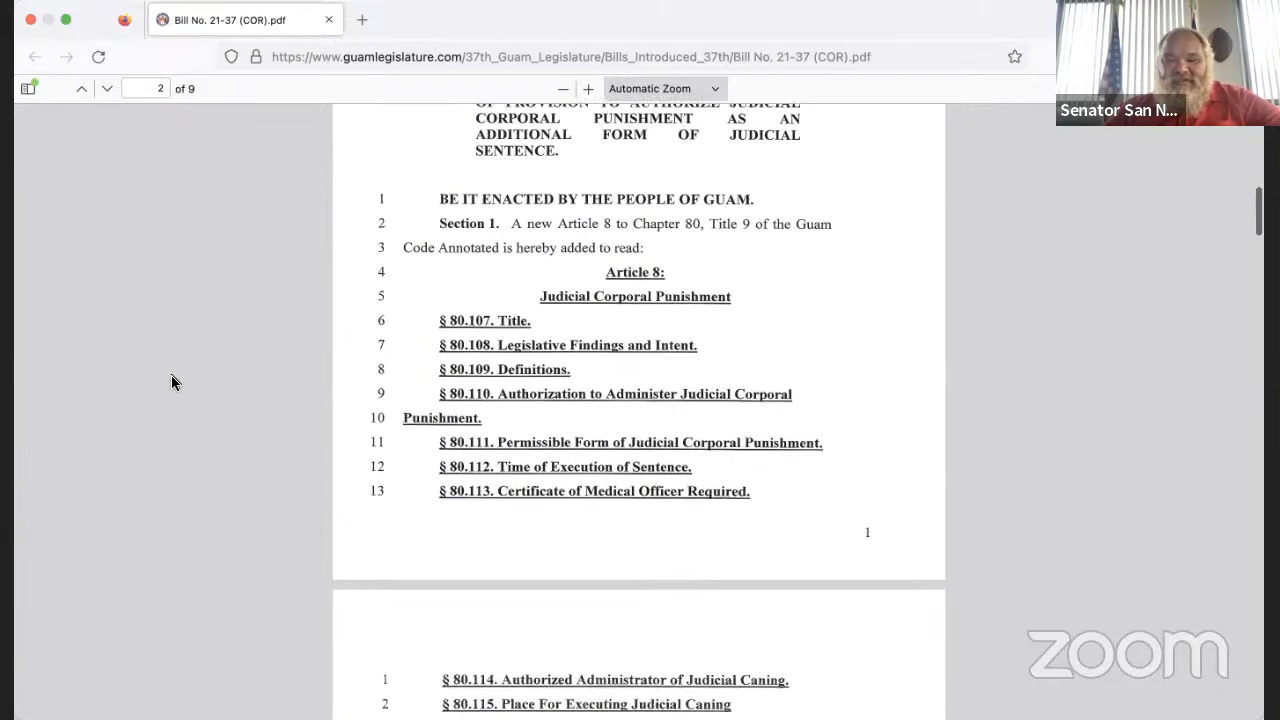 Bill No. 21-37 (COR).pdf
https://www.guamlegislature.com/37th_Guam_Legislature/Bills_Introduced_37th/Bill No. 21-37 (COR).pdf
2 of 9
Automatic Zoom
Senator San N...
OF PROVISION TO AUTHORIZE JUDICIAL
CORPORAL PUNISHMENT AS AN
ADDITIONAL FORM OF JUDICIAL
SENTENCE.
1 BE IT ENACTED BY THE PEOPLE OF GUAM.
2 Section 1. A new Article 8 to Chapter 80, Title 9 of the Guam
3 Code Annotated is hereby added to read:
4 Article 8:
5 Judicial Corporal Punishment
6 § 80.107. Title.
7 § 80.108. Legislative Findings and Intent.
8 § 80.109. Definitions.
9 § 80.110. Authorization to Administer Judicial Corporal
10 Punishment.
11 § 80.111. Permissible Form of Judicial Corporal Punishment.
12 § 80.112. Time of Execution of Sentence.
13 § 80.113. Certificate of Medical Officer Required.
1
1 § 80.114. Authorized Administrator of Judicial Caning.
2 § 80.115. Place For Executing Judicial Caning
zoom